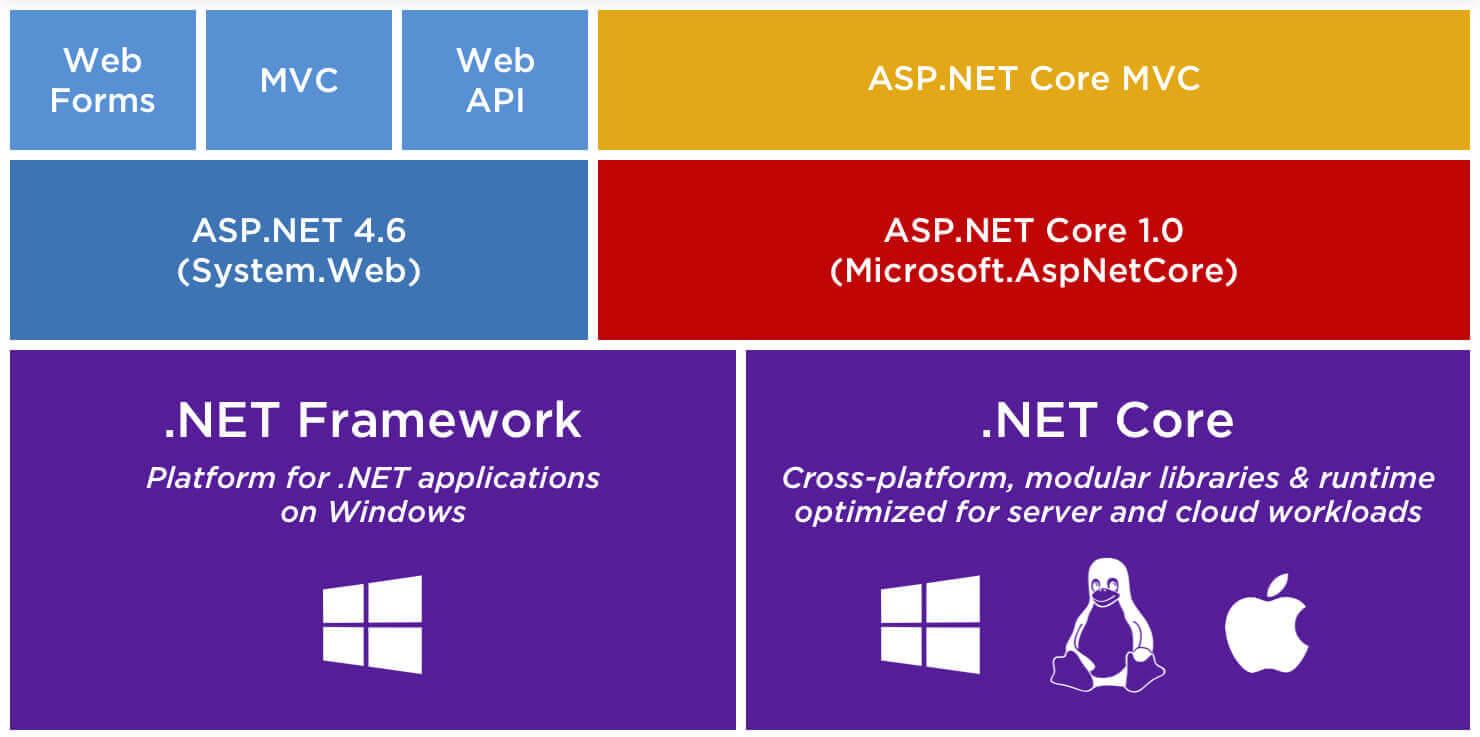 Web
Forms
MVC
Web
API
ASP.NET Core MVC
ASP.NET 4.6
(System.Web)
ASP.NET Core 1.0
(Microsoft.AspNetCore)
.NET Framework
Platform for .NET applications
on Windows
.NET Core
Cross-platform, modular libraries & runtime
optimized for server and cloud workloads